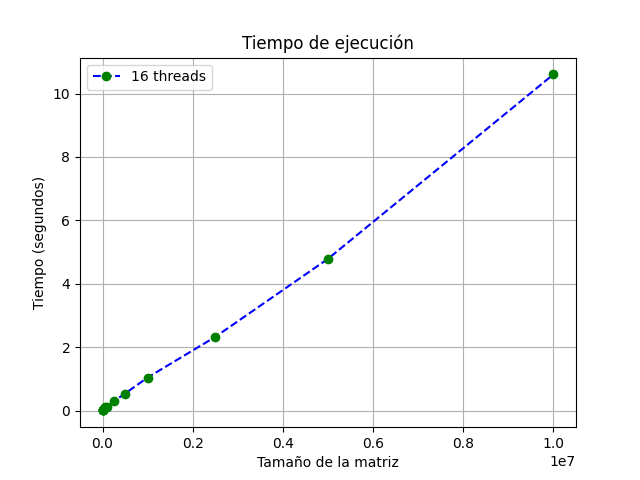 Tiempo de ejecución
16 threads
Tiempo (segundos)
10
8
6
4
2
0
0.0 0.2 0.4 0.6 0.8 1.0
1e7
Tamaño de la matriz